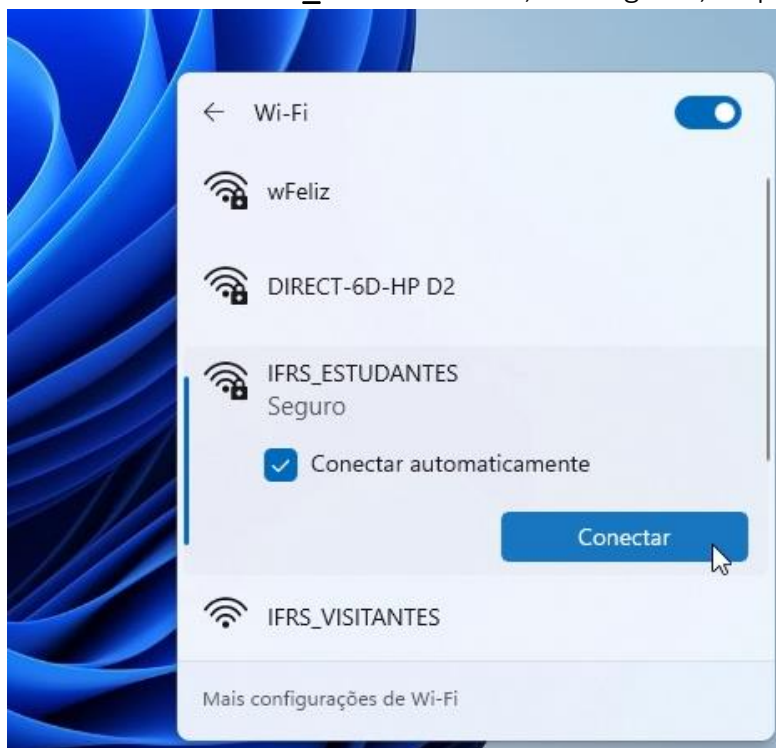 Wi-Fi
wFeliz
DIRECT-6D-HP D2
IFRS_ESTUDANTES
Seguro
Conectar automaticamente
Conectar
IFRS_VISITANTES
Mais configurações de Wi-Fi